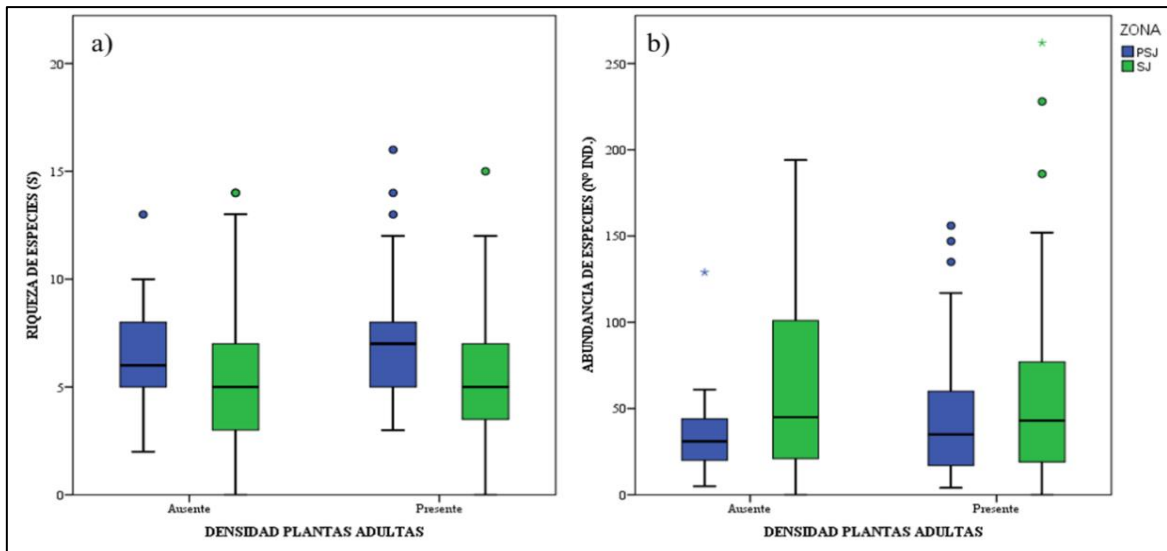 a)
RIQUEZA DE ESPECIES (S)
20
15
10
5
0
Ausente
Presente
DENSIDAD PLANTAS ADULTAS
b)
ABUNDANCIA DE ESPECIES (Nº IND.)
250
200
150
100
50
0
Ausente
Presente
DENSIDAD PLANTAS ADULTAS
ZONA
PSJ
SJ